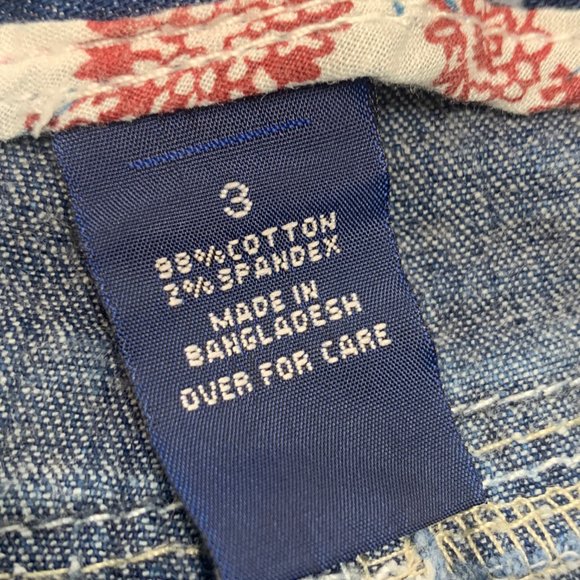 3
98% COTTON
2% SPANDEX
MADE IN
BANGLADESH
OVER FOR CARE